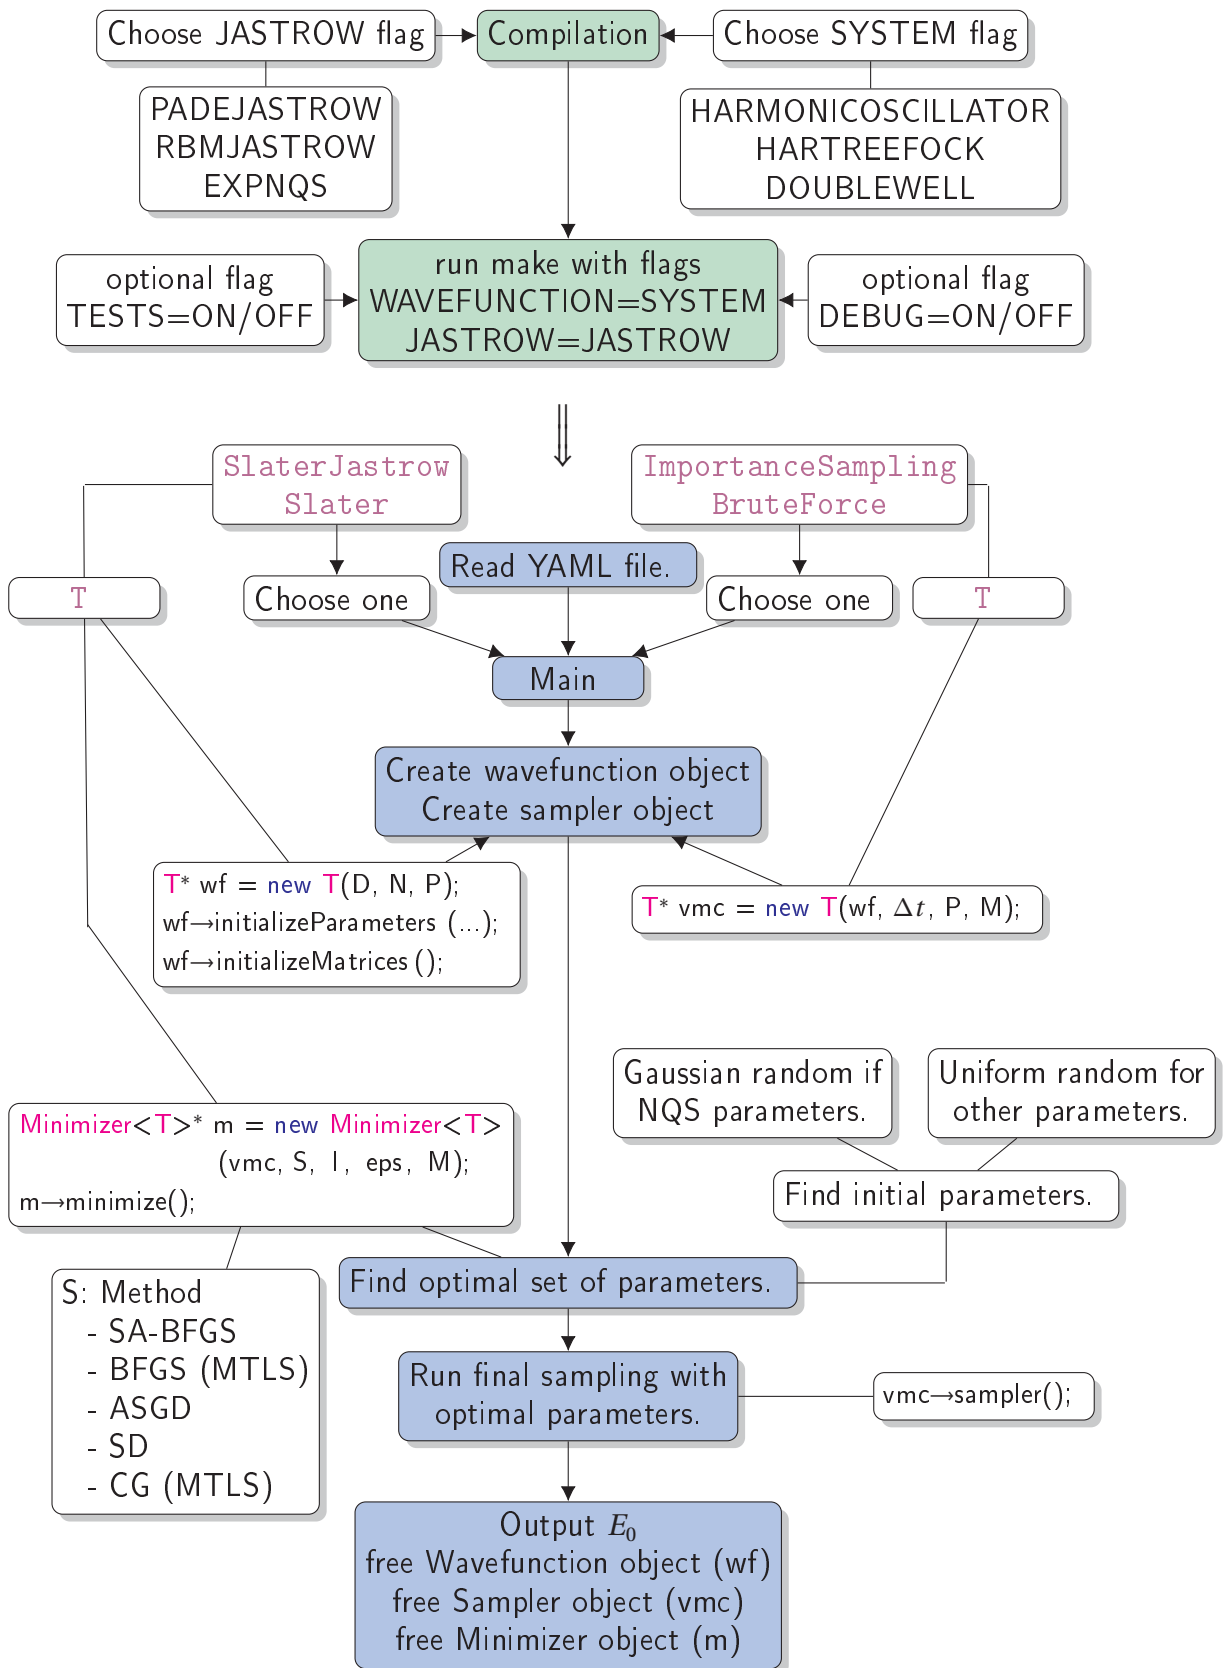 Choose JASTROW flag
Compilation
Choose SYSTEM flag
PADEJASTROW
RBMJASTROW
EXPNQS
HARMONICOSCILLATOR
HARTREEFOCK
DOUBLEWELL
optional flag
TESTS=ON/OFF
run make with flags
WAVEFUNCTION=SYSTEM
JASTROW=JASTROW
optional flag
DEBUG=ON/OFF
⇓
SlaterJastrow
Slater
ImportanceSampling
BruteForce
T
Choose one
Read YAML file.
Choose one
T
Main
Create wavefunction object
Create sampler object
T* wf = new T(D, N, P);
wf→initializeParameters (...);
wf→initializeMatrices ();
T* vmc = new T(wf, Δt, P, M);
Gaussian random if
NQS parameters.
Uniform random for
other parameters.
Minimizer<T>* m = new Minimizer<T>
(vmc, S, I, eps, M);
m→minimize();
Find initial parameters.
Find optimal set of parameters.
S: Method
- SA-BFGS
- BFGS (MTLS)
- ASGD
- SD
- CG (MTLS)
Run final sampling with
optimal parameters.
vmc→sampler();
Output E₀
free Wavefunction object (wf)
free Sampler object (vmc)
free Minimizer object (m)